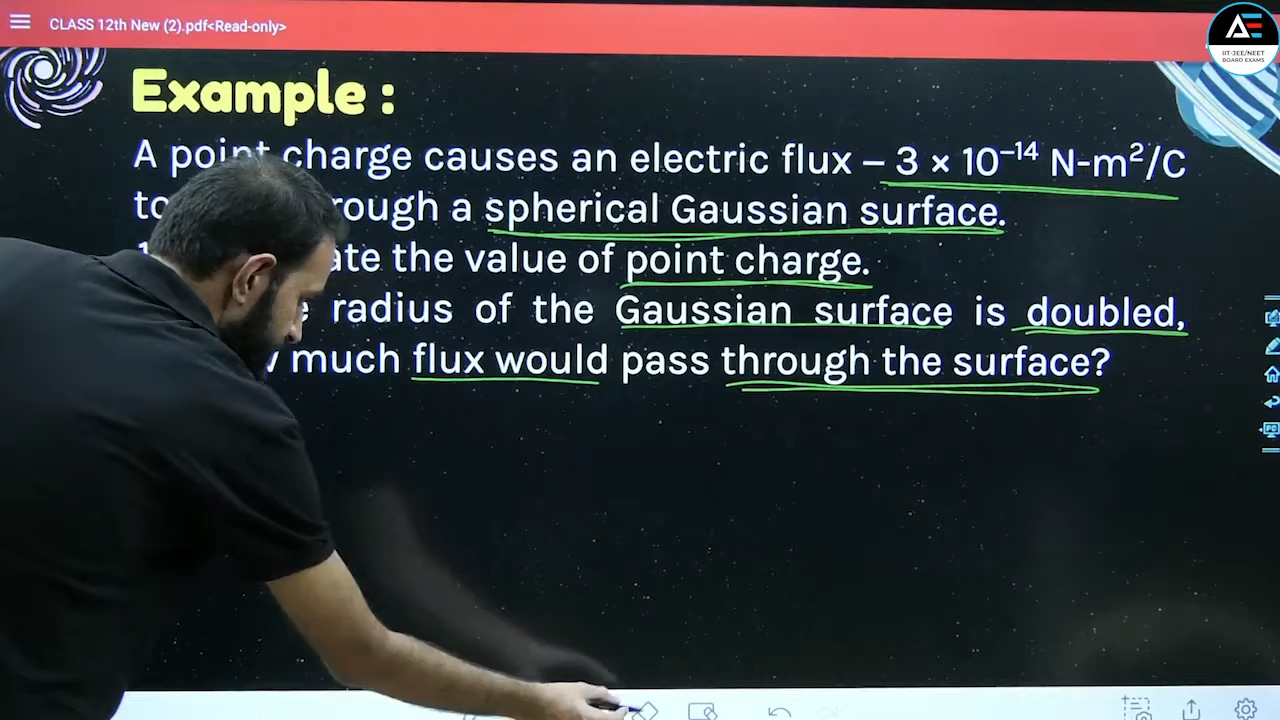 CLASS 12th New (2).pdf<Read-only>
IIT-JEE/NEET
BOARD EXAMS
Example :
A point charge causes an electric flux – 3 × 10⁻¹⁴ N-m²/C
to rough a spherical Gaussian surface.
ate the value of point charge.
radius of the Gaussian surface is doubled,
much flux would pass through the surface?
PC